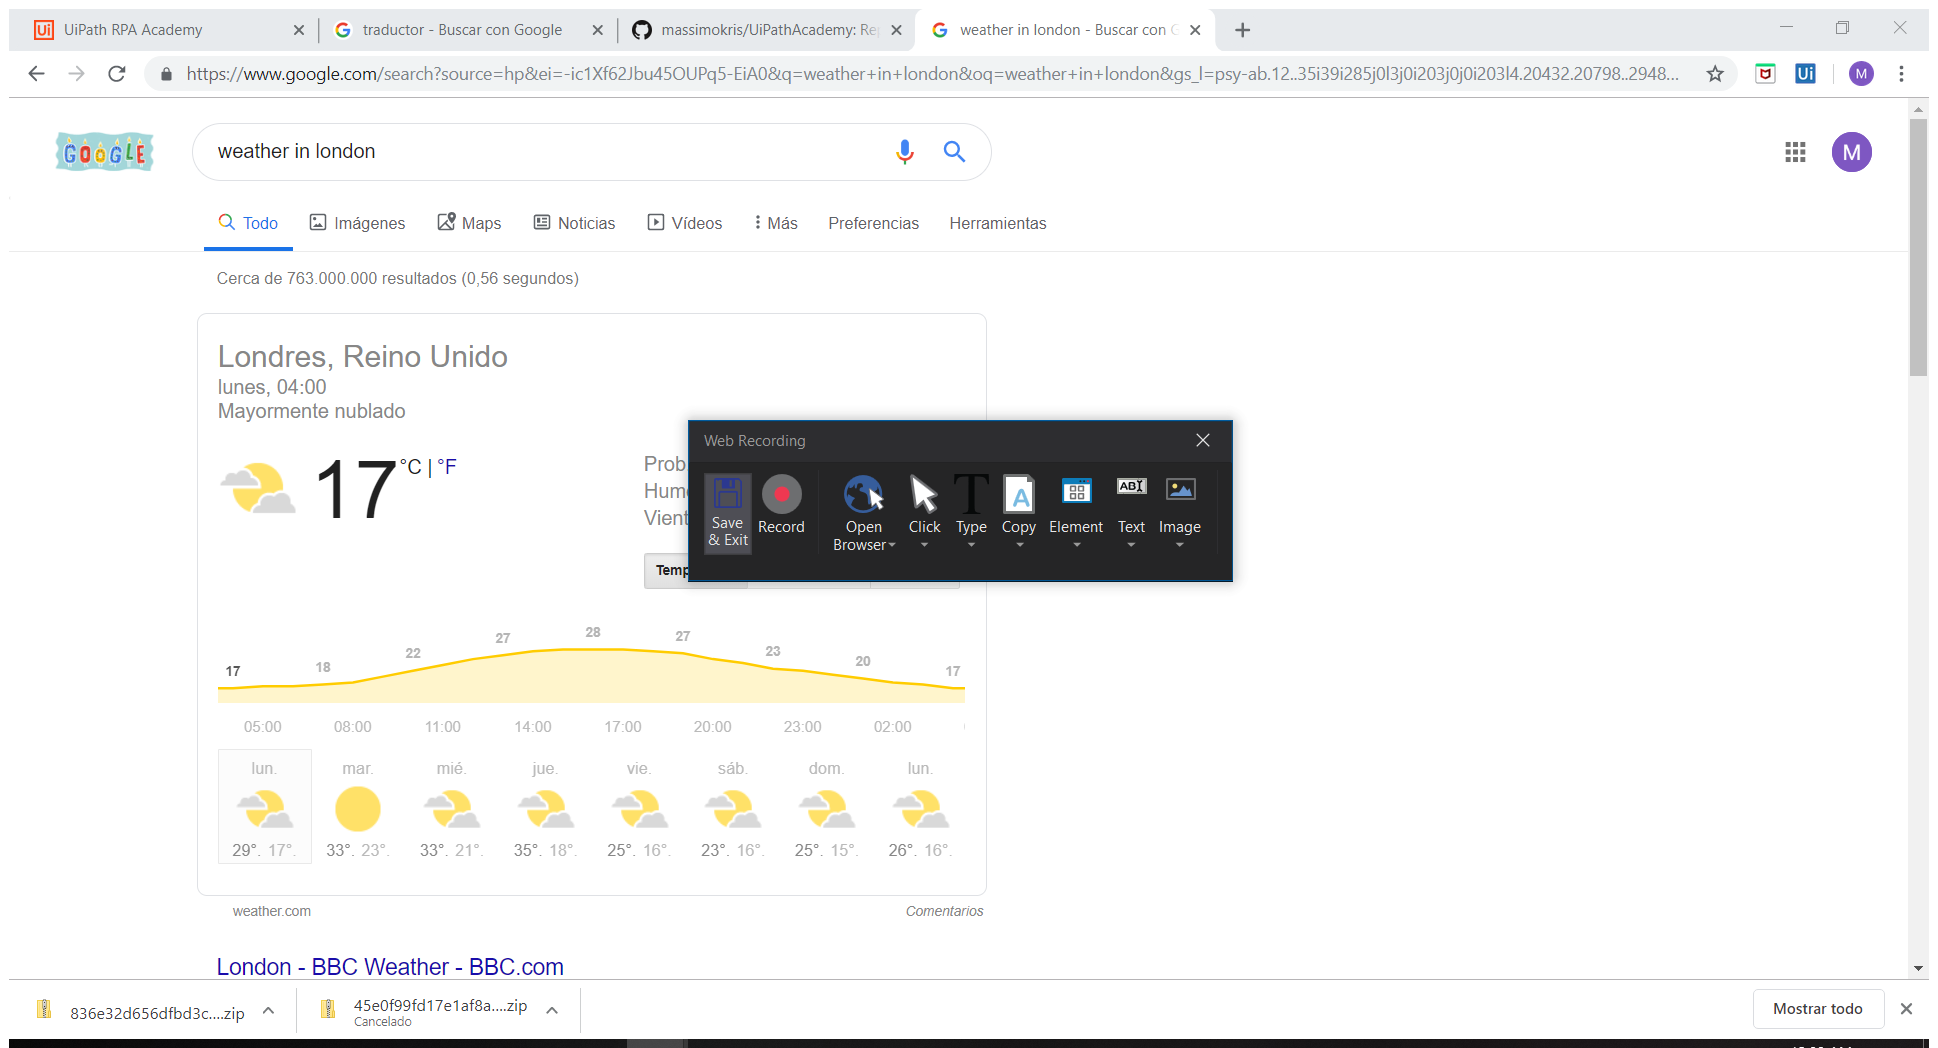 UiPath RPA Academy
traductor - Buscar con Google
massimokris/UiPathAcademy: Re
weather in london - Buscar con G
https://www.google.com/search?source=hp&ei=-ic1Xf62Jbu45OUPq5-EiA0&q=weather+in+london&oq=weather+in+london&gs_l=psy-ab.12..35i39i285j0l3j0i203j0j0i203l4.20432.20798..2948...
Ui
M
GOOGLE
weather in london
M
Todo
Imágenes
Maps
Noticias
Vídeos
Más
Preferencias
Herramientas
Cerca de 763.000.000 resultados (0,56 segundos)
Londres, Reino Unido
lunes, 04:00
Mayormente nublado
17 °C | °F
Prob
Hume
Vient
Temp
Web Recording
Save & Exit
Record
Open Browser
Click
Type
Copy
Element
Text
Image
17 18 22 27 28 27 23 20 17
05:00 08:00 11:00 14:00 17:00 20:00 23:00 02:00
lun. mar. mié. jue. vie. sáb. dom. lun.
29°. 17°. 33°. 23°. 33°. 21°. 35°. 18°. 25°. 16°. 23°. 16°. 25°. 15°. 26°. 16°.
weather.com
Comentarios
London - BBC Weather - BBC.com
836e32d656dfbd3c....zip
45e0f99fd17e1af8a....zip
Cancelado
Mostrar todo